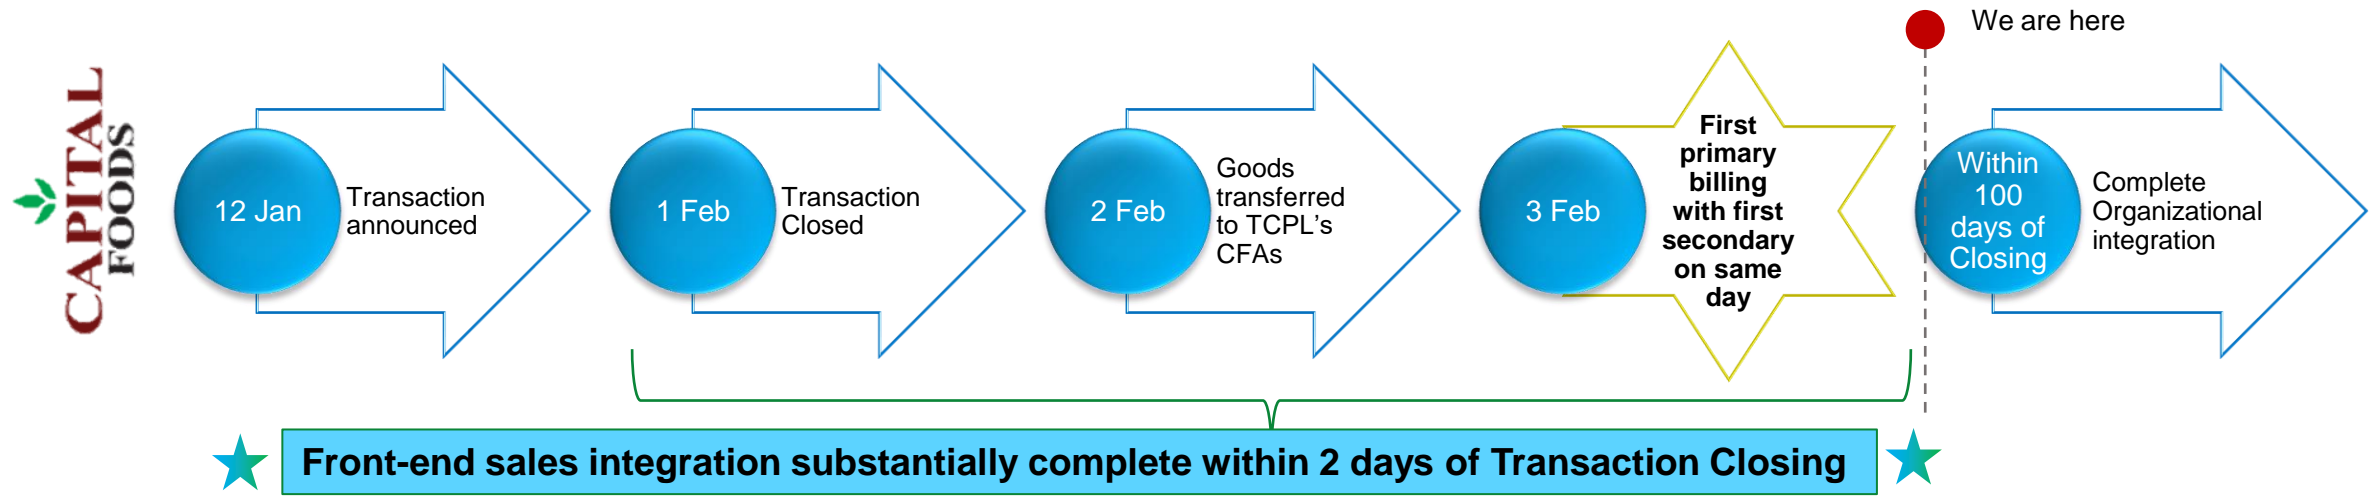 We are here
CAPITAL
FOODS
12 Jan
Transaction
announced
1 Feb
Transaction
Closed
2 Feb
Goods
transferred
to TCPL's
CFAs
3 Feb
First
primary
billing
with first
secondary
on same
day
Within
100
days of
Closing
Complete
Organizational
integration
Front-end sales integration substantially complete within 2 days of Transaction Closing